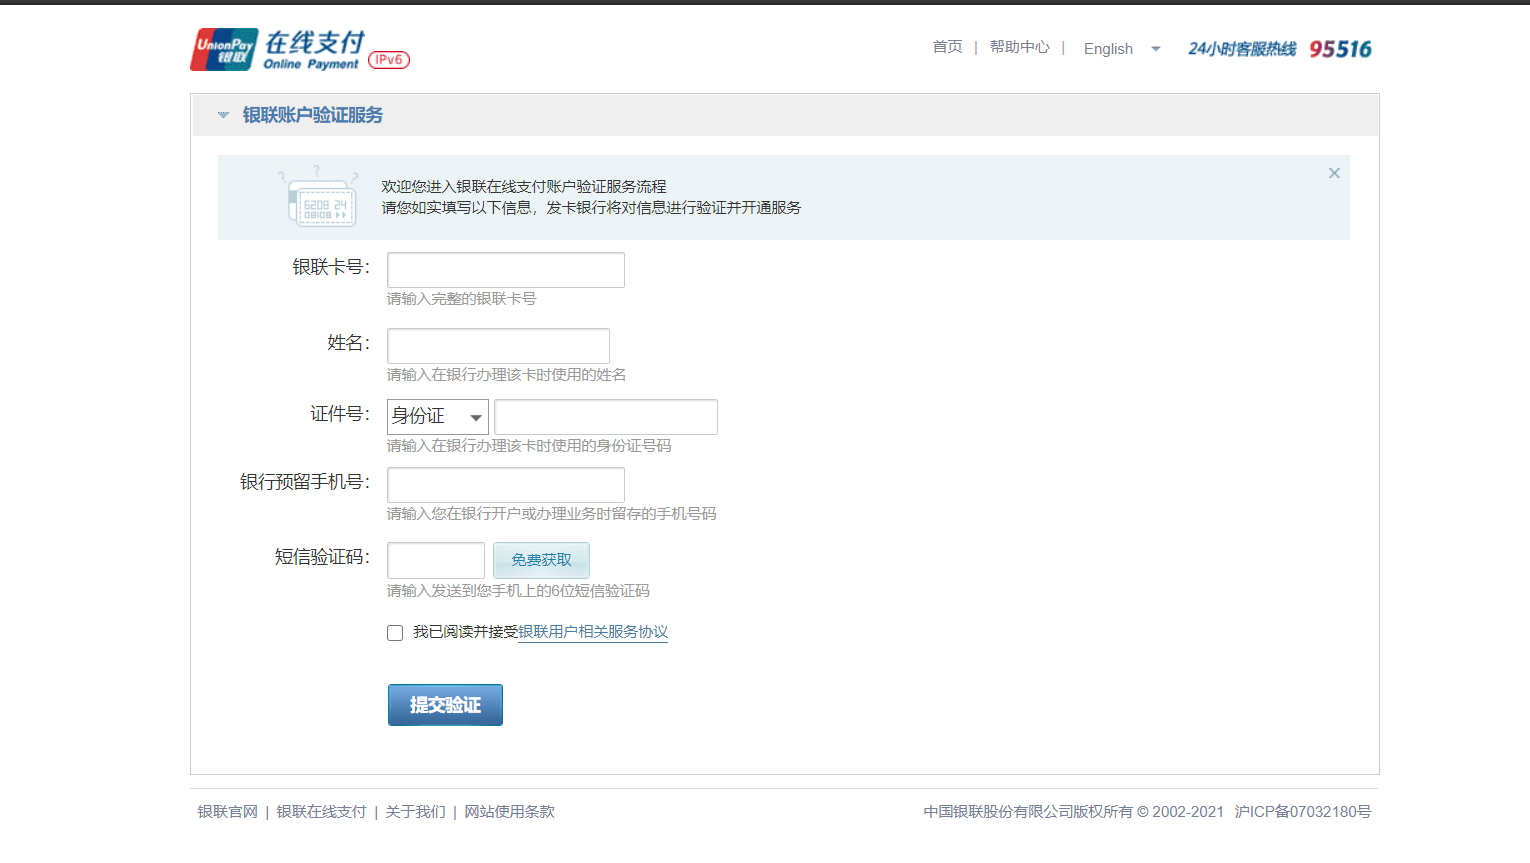 UnionPay 银联 在线支付 Online Payment IPv6 首页 | 帮助中心 | English 24小时客服热线 95516
银联账户验证服务
? ? ?
6208 24
08/08
欢迎您进入银联在线支付账户验证服务流程
请您如实填写以下信息，发卡银行将对信息进行验证并开通服务
银联卡号：
请输入完整的银联卡号
姓名：
请输入在银行办理该卡时使用的姓名
证件号： 身份证
请输入在银行办理该卡时使用的身份证号码
银行预留手机号：
请输入您在银行开户或办理业务时留存的手机号码
短信验证码： 免费获取
请输入发送到您手机上的6位短信验证码
我已阅读并接受银联用户相关服务协议
提交验证
银联官网 | 银联在线支付 | 关于我们 | 网站使用条款 中国银联股份有限公司版权所有 © 2002-2021 沪ICP备07032180号